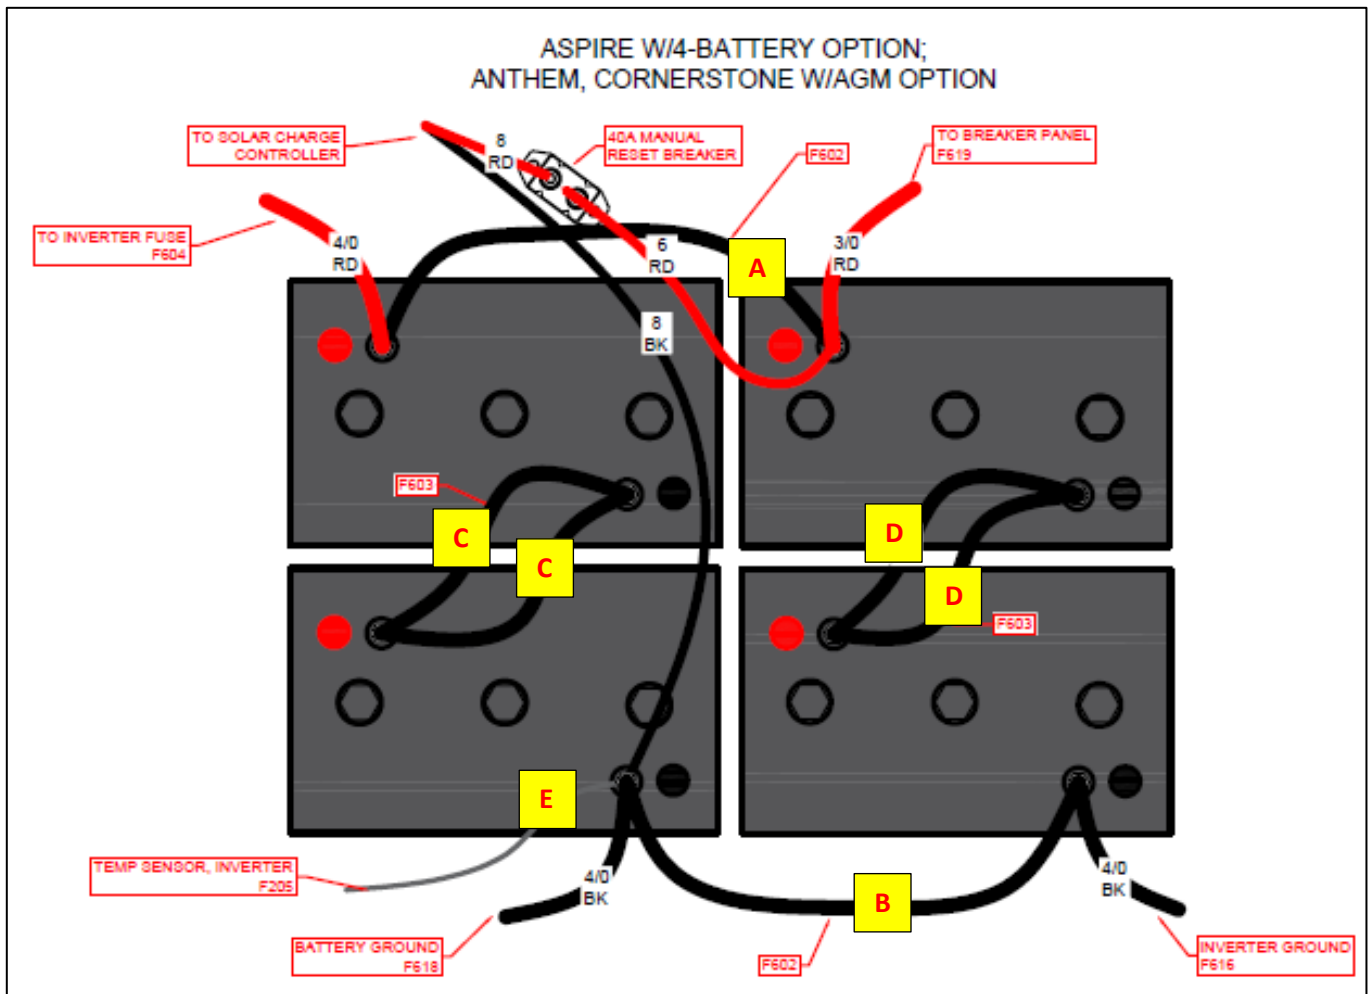 ASPIRE W/4-BATTERY OPTION;
ANTHEM, CORNERSTONE W/AGM OPTION
TO SOLAR CHARGE
CONTROLLER
8
RD
40A MANUAL
RESET BREAKER
F602
TO BREAKER PANEL
F619
TO INVERTER FUSE
F604
4/0
RD
6
RD
A
3/0
RD
8
BK
F603
C
C
D
D
F603
E
TEMP SENSOR, INVERTER
F205
4/0
BK
B
4/0
BK
BATTERY GROUND
F618
F602
INVERTER GROUND
F616